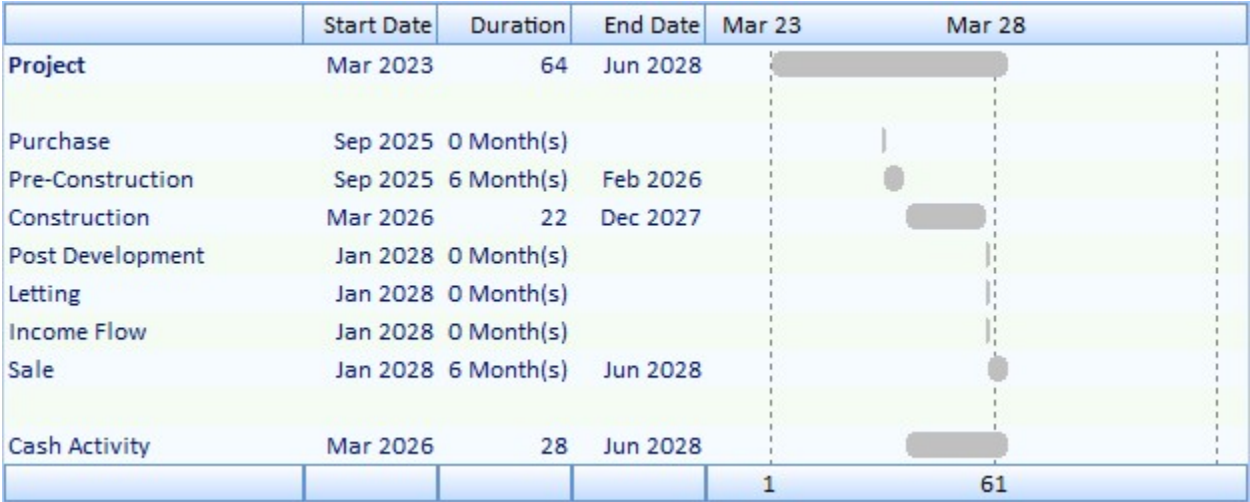 Start Date Duration End Date Mar 23 Mar 28
Project Mar 2023 64 Jun 2028
Purchase Sep 2025 0 Month(s)
Pre-Construction Sep 2025 6 Month(s) Feb 2026
Construction Mar 2026 22 Dec 2027
Post Development Jan 2028 0 Month(s)
Letting Jan 2028 0 Month(s)
Income Flow Jan 2028 0 Month(s)
Sale Jan 2028 6 Month(s) Jun 2028
Cash Activity Mar 2026 28 Jun 2028
1 61